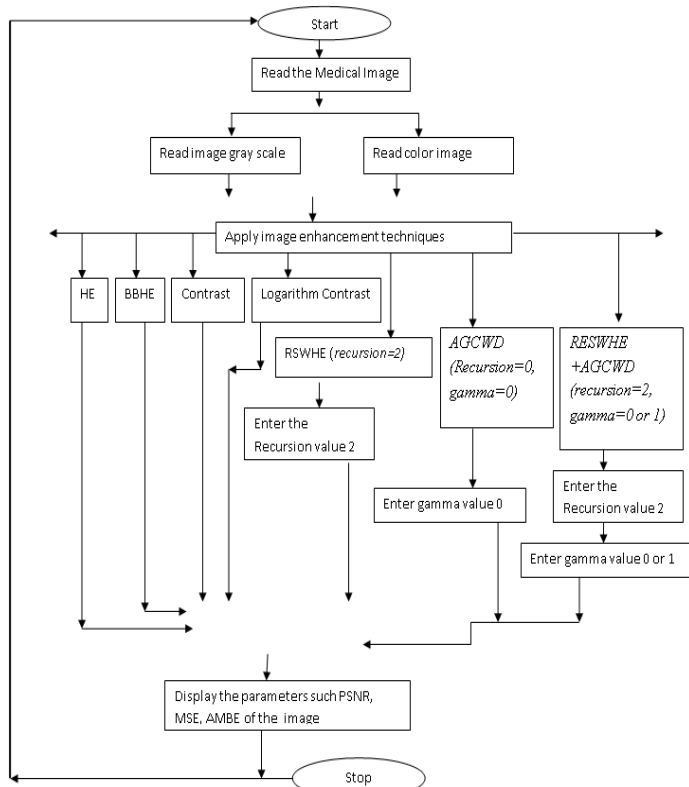 Start
Read the Medical Image
Read image gray scale
Read color image
Apply image enhancement techniques
HE
BBHE
Contrast
Logarithm Contrast
RSWHE (recursion=2)
AGCWD
(Recursion=0,
gamma=0)
RESWHE
+AGCWD
(recursion=2,
gamma=0 or 1)
Enter the
Recursion value 2
Enter gamma value 0
Enter the
Recursion value 2
Enter gamma value 0 or 1
Display the parameters such PSNR,
MSE, AMBE of the image
Stop